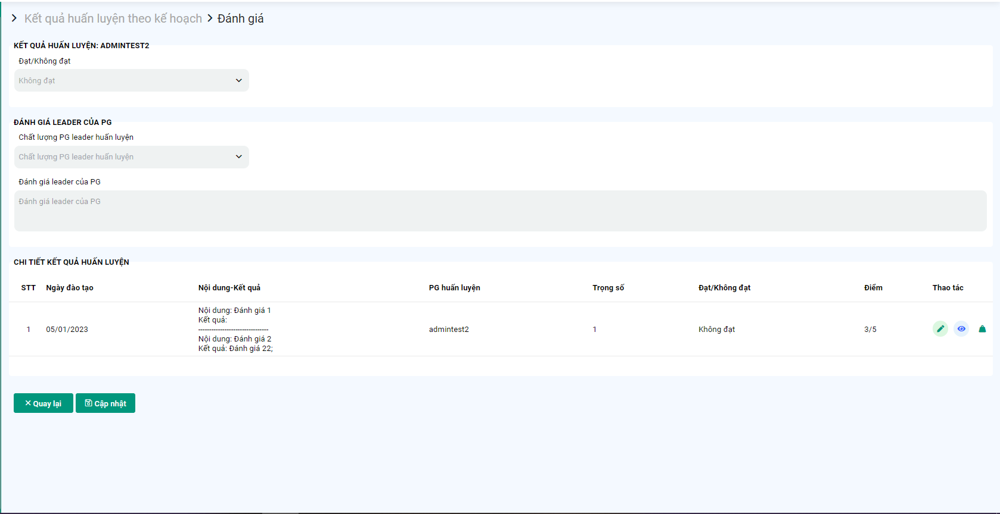 Kết quả huấn luyện theo kế hoạch > Đánh giá
KẾT QUẢ HUẤN LUYỆN: ADMINTEST2
Đạt/Không đạt
Không đạt
ĐÁNH GIÁ LEADER CỦA PG
Chất lượng PG leader huấn luyện
Chất lượng PG leader huấn luyện
Đánh giá leader của PG
Đánh giá leader của PG
CHI TIẾT KẾT QUẢ HUẤN LUYỆN
STT Ngày đào tạo Nội dung-Kết quả PG huấn luyện Trọng số Đạt/Không đạt Điểm Thao tác
Nội dung: Đánh giá 1
Kết quả:
--------------------------------
1 05/01/2023 admintest2 1 Không đạt 3/5
Nội dung: Đánh giá 2
Kết quả: Đánh giá 22;
Quay lại Cập nhật